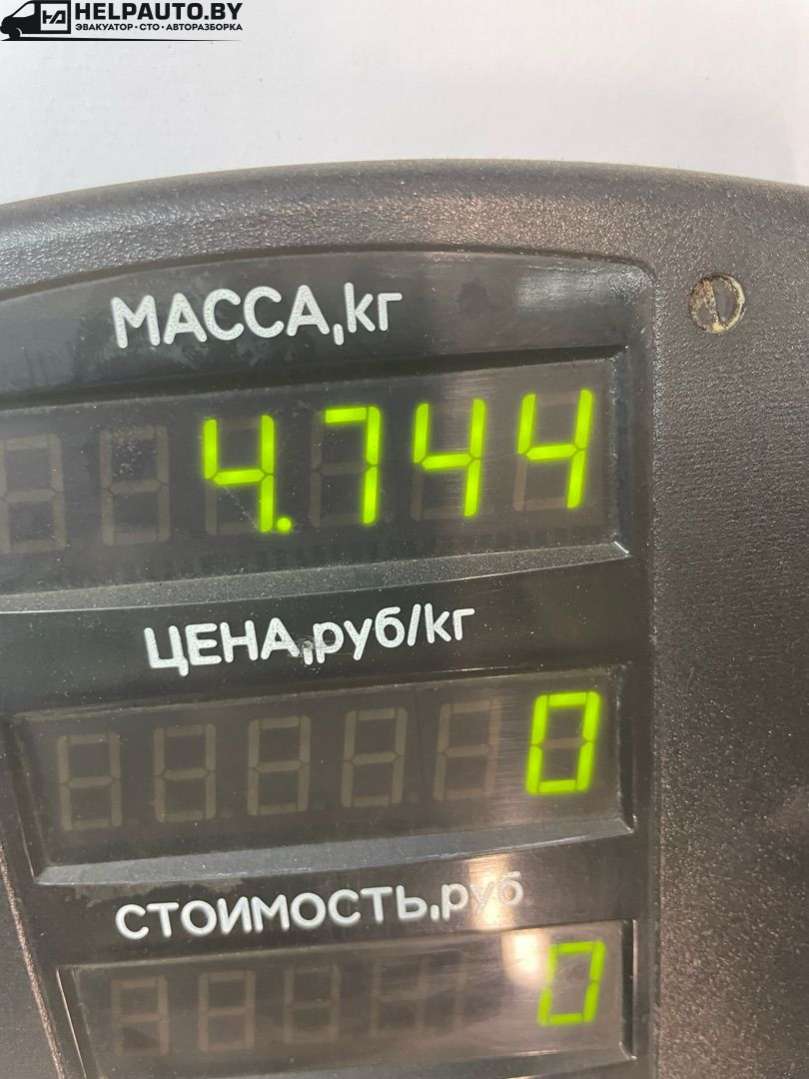 HELPAUTO.BY
ЭВАКУАТОР·СТО·АВТОРАЗБОРКА
МАССА,кг
4.744
ЦЕНА,руб/кг
0
СТОИМОСТЬ,руб
0